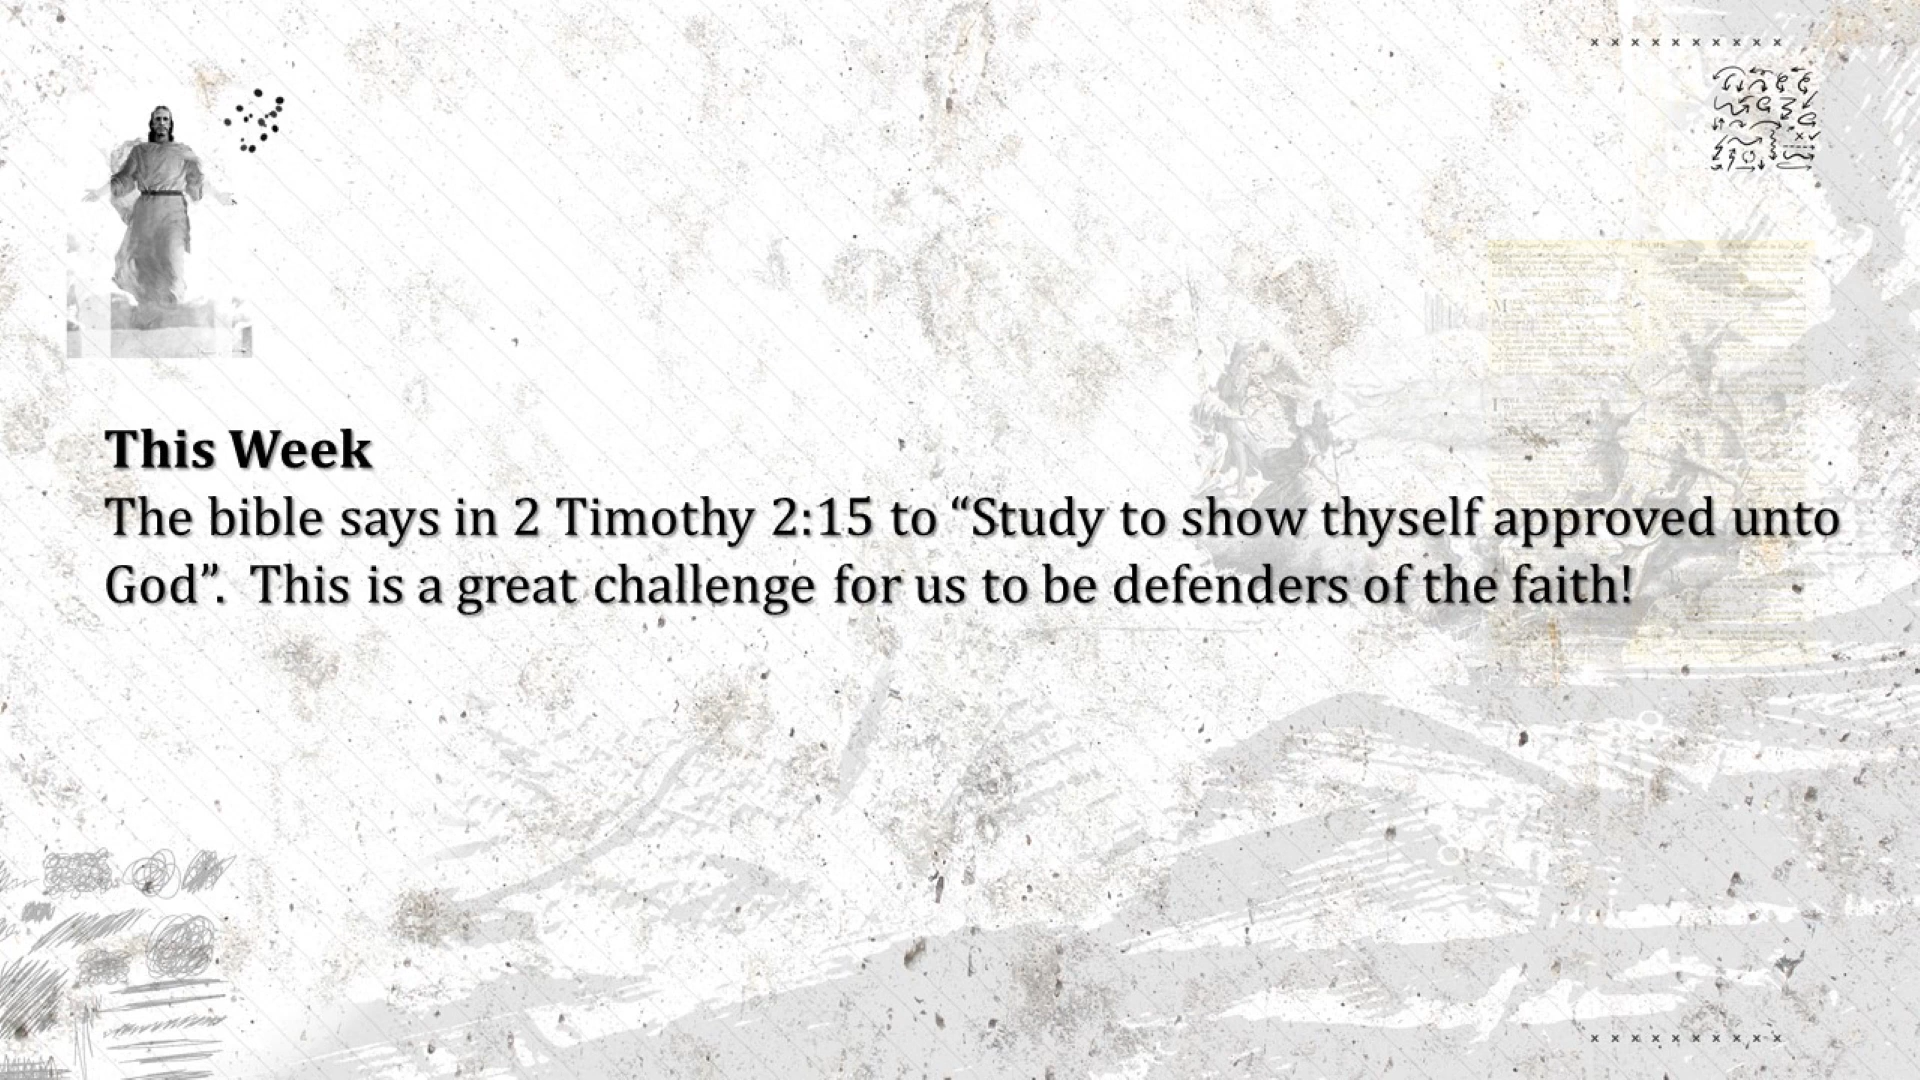 This Week
The bible says in 2 Timothy 2:15 to “Study to show thyself approved unto
God”.  This is a great challenge for us to be defenders of the faith!